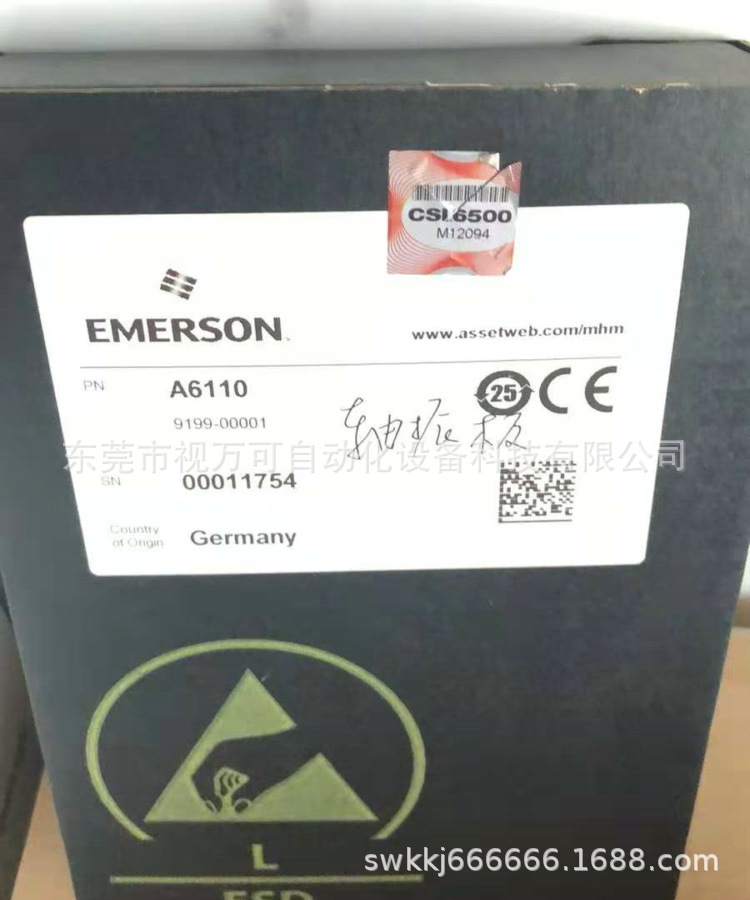 CSI 6500
M12094
EMERSON
www.assetweb.com/mhm
PN A6110
9199-00001
25 CE
轴振板
东莞市视万可自动化设备科技有限公司
SN 00011754
Country of Origin Germany
L
ESD
swkkj666666.1688.com